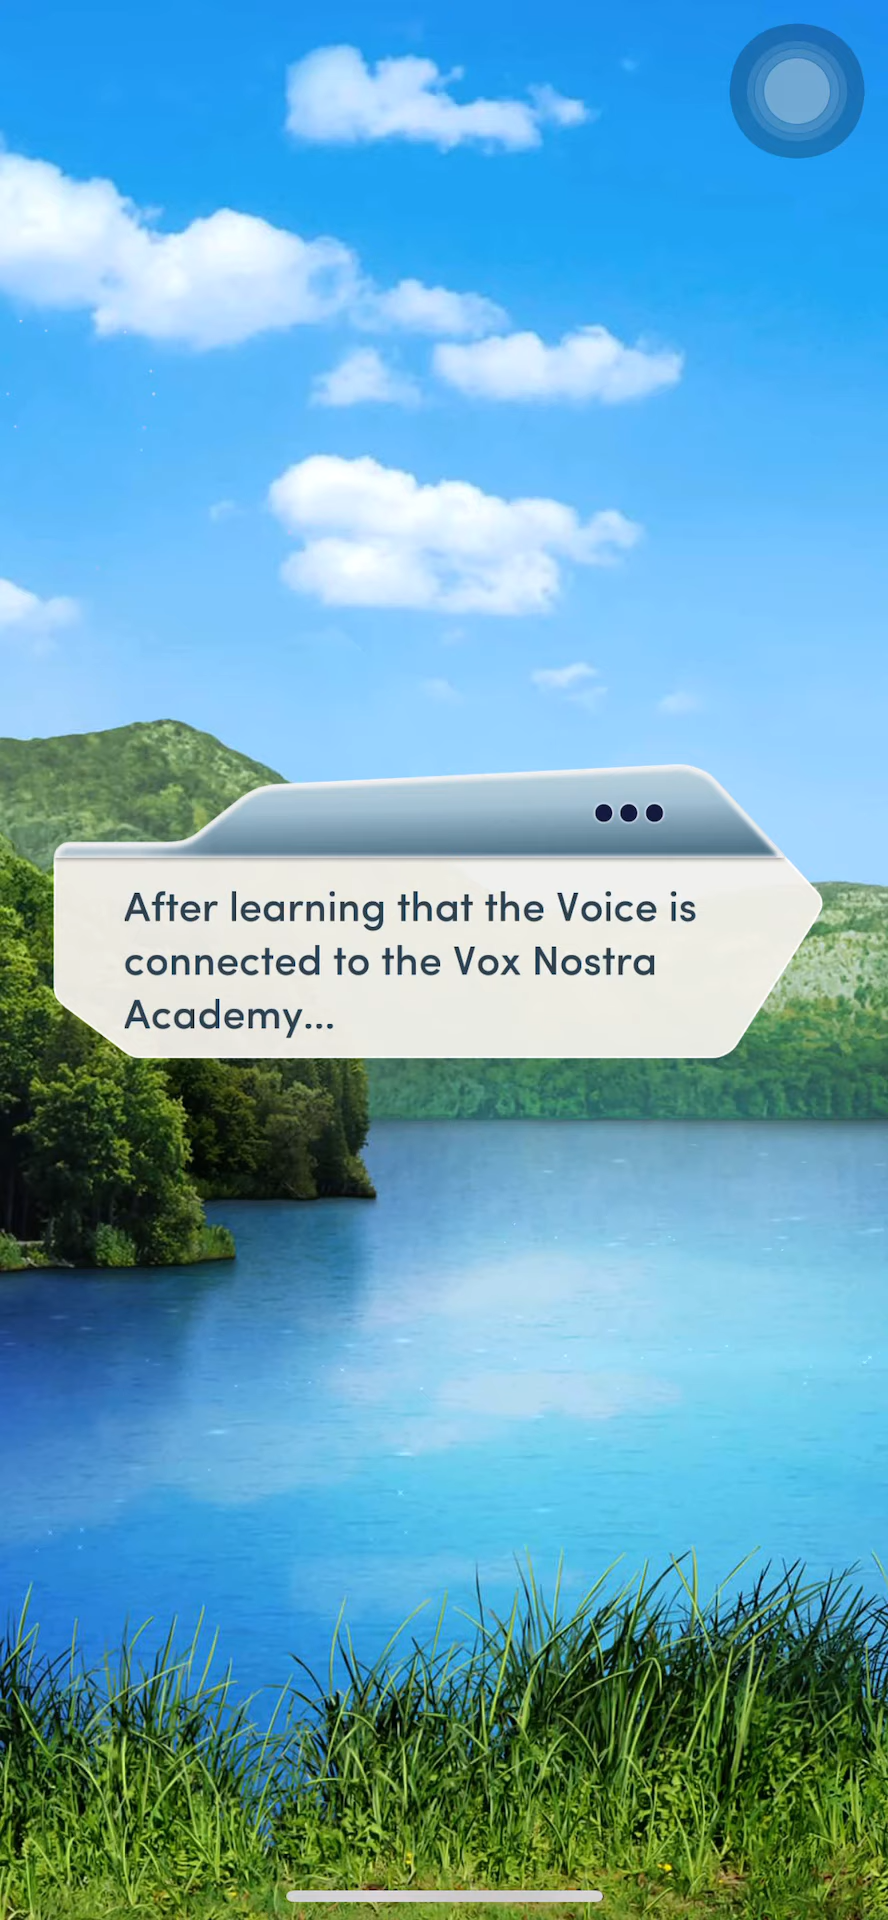 After learning that the Voice is
connected to the Vox Nostra
Academy...